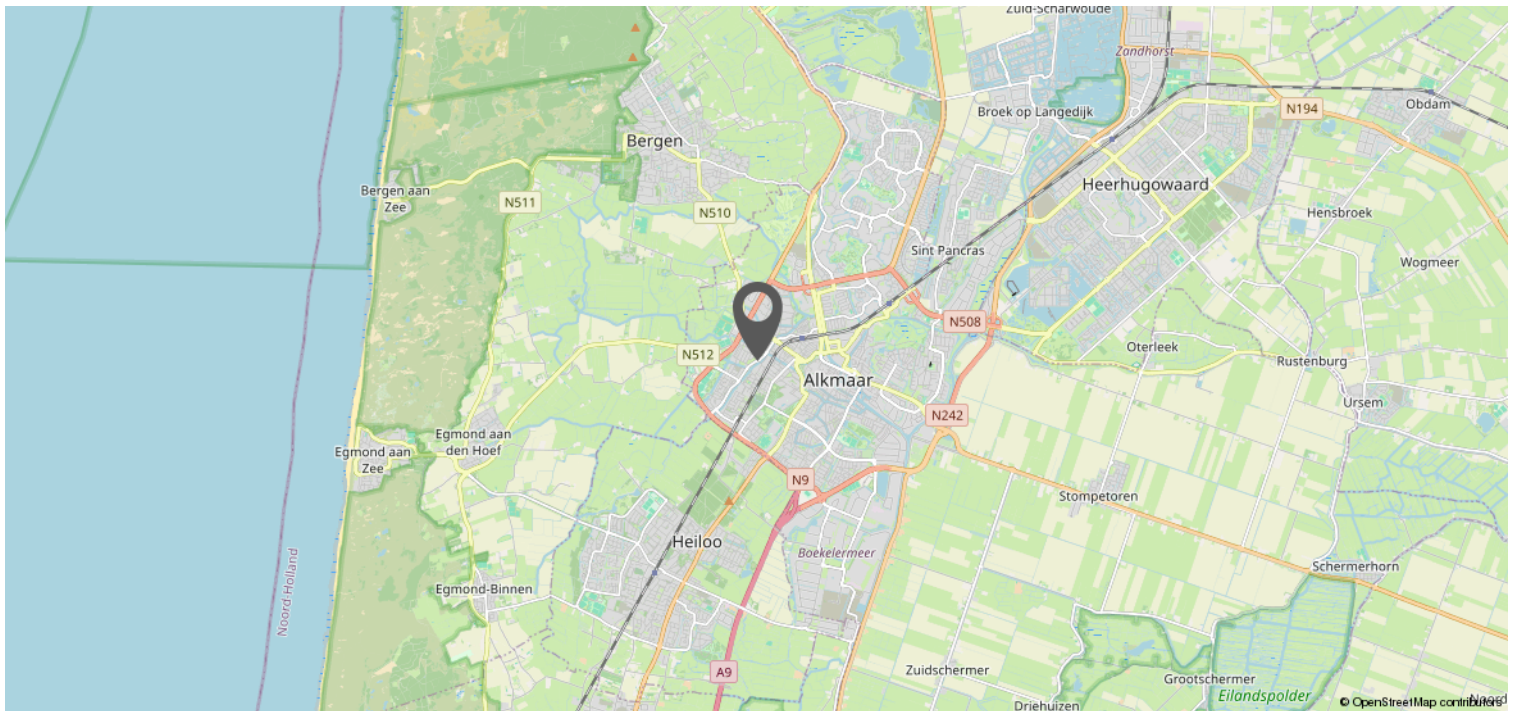 Zuid-Scharwoude
Zandhorst
Obdam
N194
Broek op Langedijk
Bergen
Heerhugowaard
Bergen aan
Zee
N511
N510
Hensbroek
Sint Pancras
Wogmeer
N508
Oterleek
N512
Rustenburg
Alkmaar
Ursem
N242
Egmond aan
den Hoef
Egmond aan
Zee
N9
Stompetoren
Heiloo
Boekelermeer
Schermerhorn
Noord-Holland
Egmond-Binnen
A9
Zuidschermer
Grootschermer
Eilandspolder
Driehuizen
© OpenStreetMap contributors
Noord